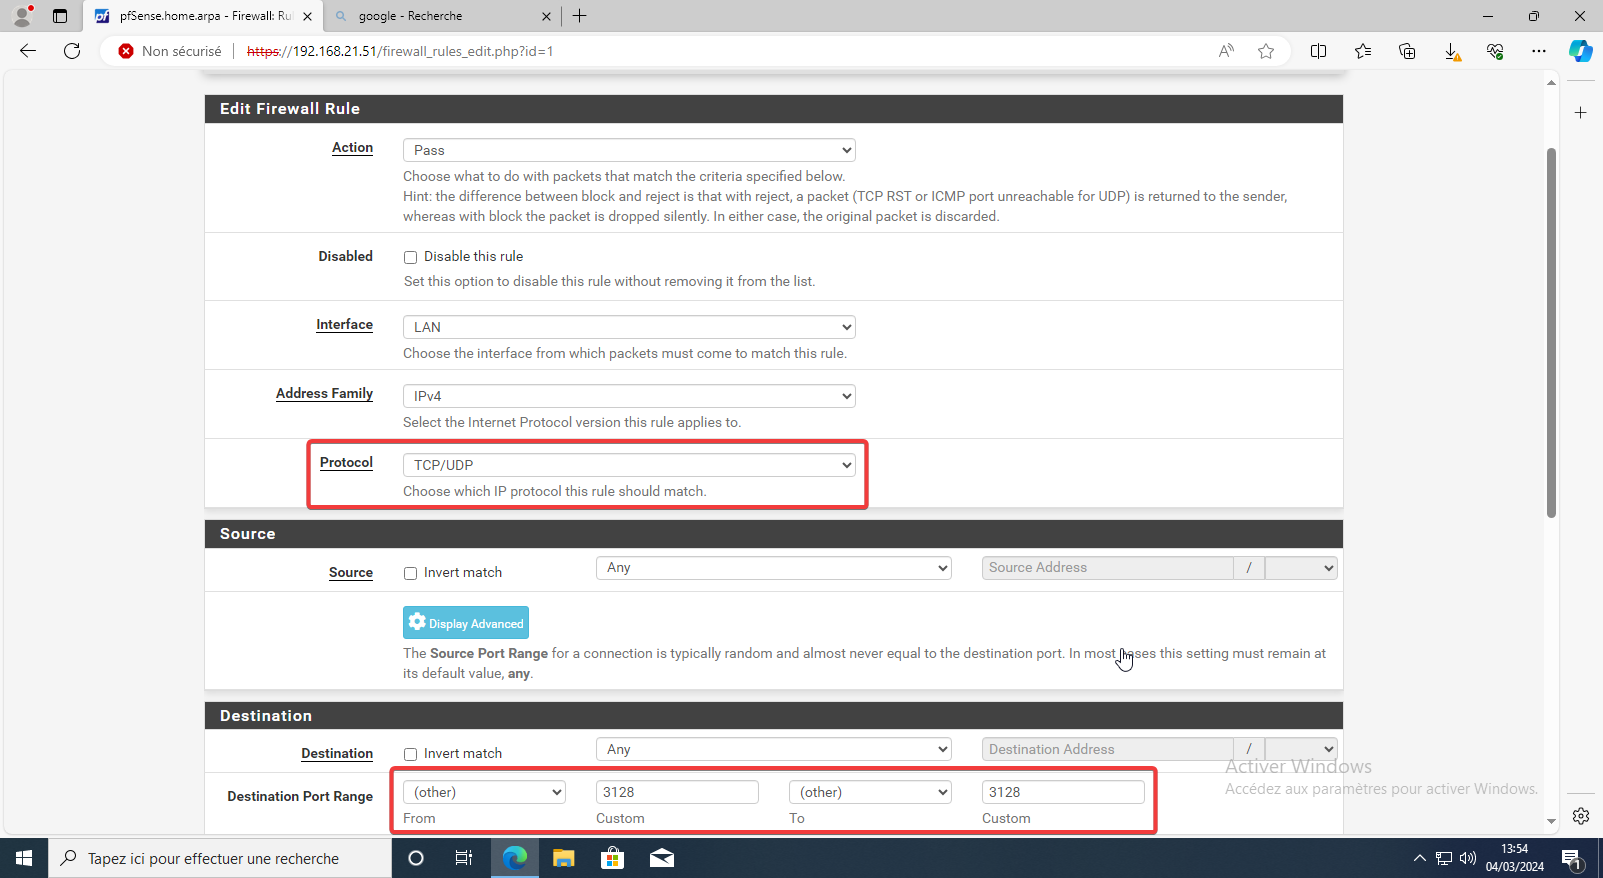 pfSense.home.arpa - Firewall: Ru
google - Recherche
Non sécurisé
https://192.168.21.51/firewall_rules_edit.php?id=1
Edit Firewall Rule
Action
Pass
Choose what to do with packets that match the criteria specified below.
Hint: the difference between block and reject is that with reject, a packet (TCP RST or ICMP port unreachable for UDP) is returned to the sender,
whereas with block the packet is dropped silently. In either case, the original packet is discarded.
Disabled
Disable this rule
Set this option to disable this rule without removing it from the list.
Interface
LAN
Choose the interface from which packets must come to match this rule.
Address Family
IPv4
Select the Internet Protocol version this rule applies to.
Protocol
TCP/UDP
Choose which IP protocol this rule should match.
Source
Source
Invert match
Any
Source Address
/
Display Advanced
The Source Port Range for a connection is typically random and almost never equal to the destination port. In most cases this setting must remain at
its default value, any.
Destination
Destination
Invert match
Any
Destination Address
/
Activer Windows
Accédez aux paramètres pour activer Windows.
Destination Port Range
(other)
3128
(other)
3128
From
Custom
To
Custom
Tapez ici pour effectuer une recherche
13:54
04/03/2024
1